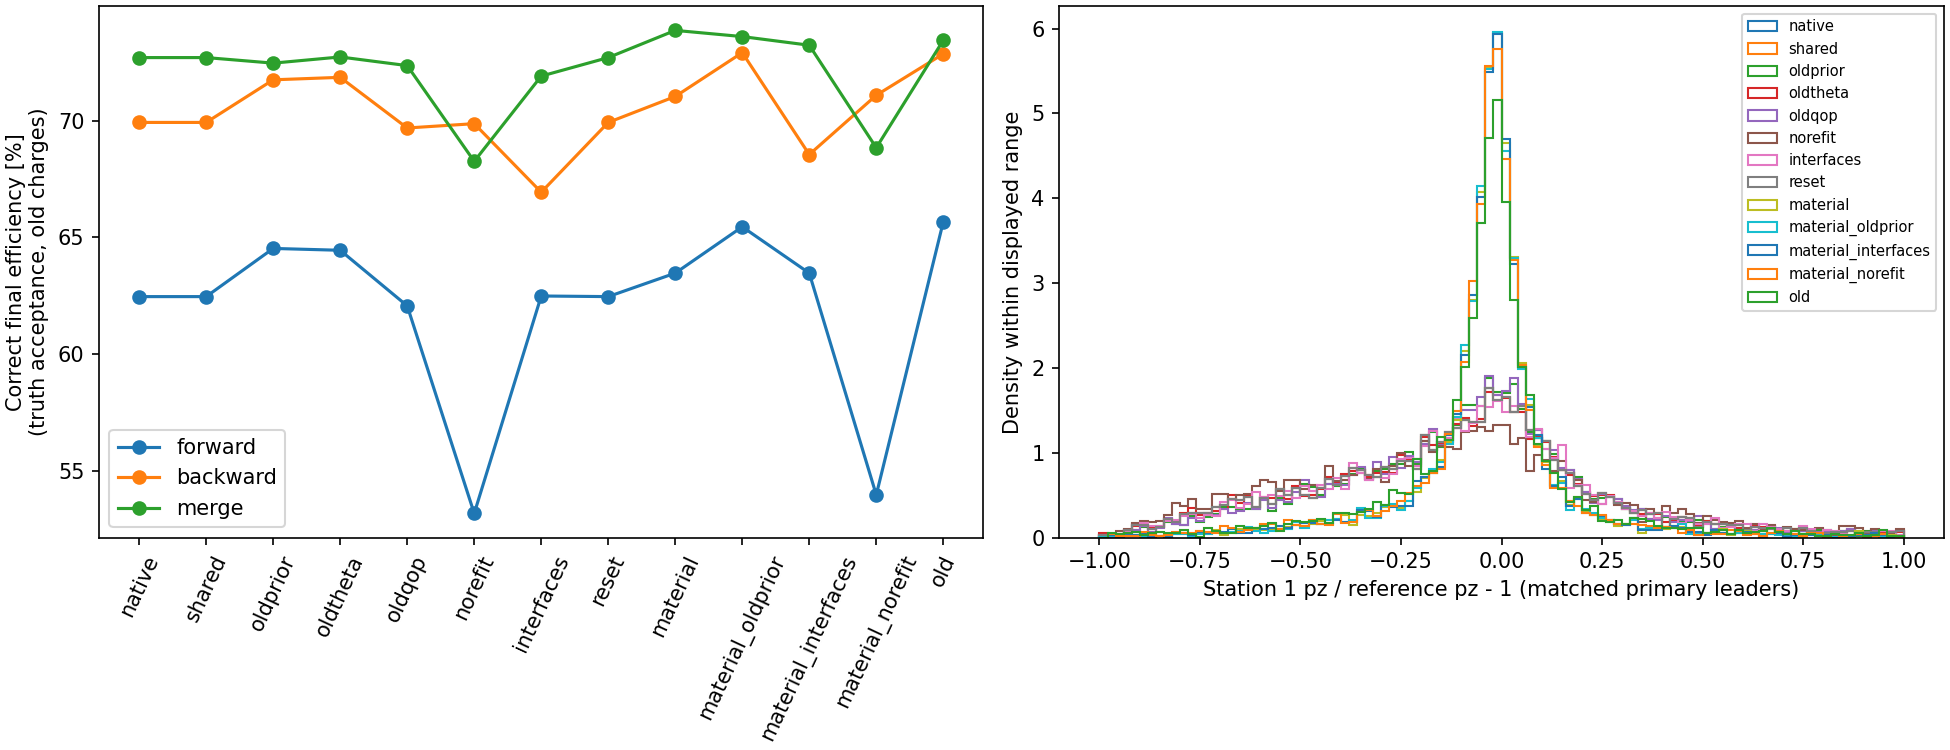 Correct final efficiency [%]
(truth acceptance, old charges)
70
65
60
55
forward
backward
merge
native
shared
oldprior
oldtheta
oldqop
norefit
interfaces
reset
material
material_oldprior
material_interfaces
material_norefit
old
Density within displayed range
6
5
4
3
2
1
0
native
shared
oldprior
oldtheta
oldqop
norefit
interfaces
reset
material
material_oldprior
material_interfaces
material_norefit
old
−1.00 −0.75 −0.50 −0.25 0.00 0.25 0.50 0.75 1.00
Station 1 pz / reference pz - 1 (matched primary leaders)